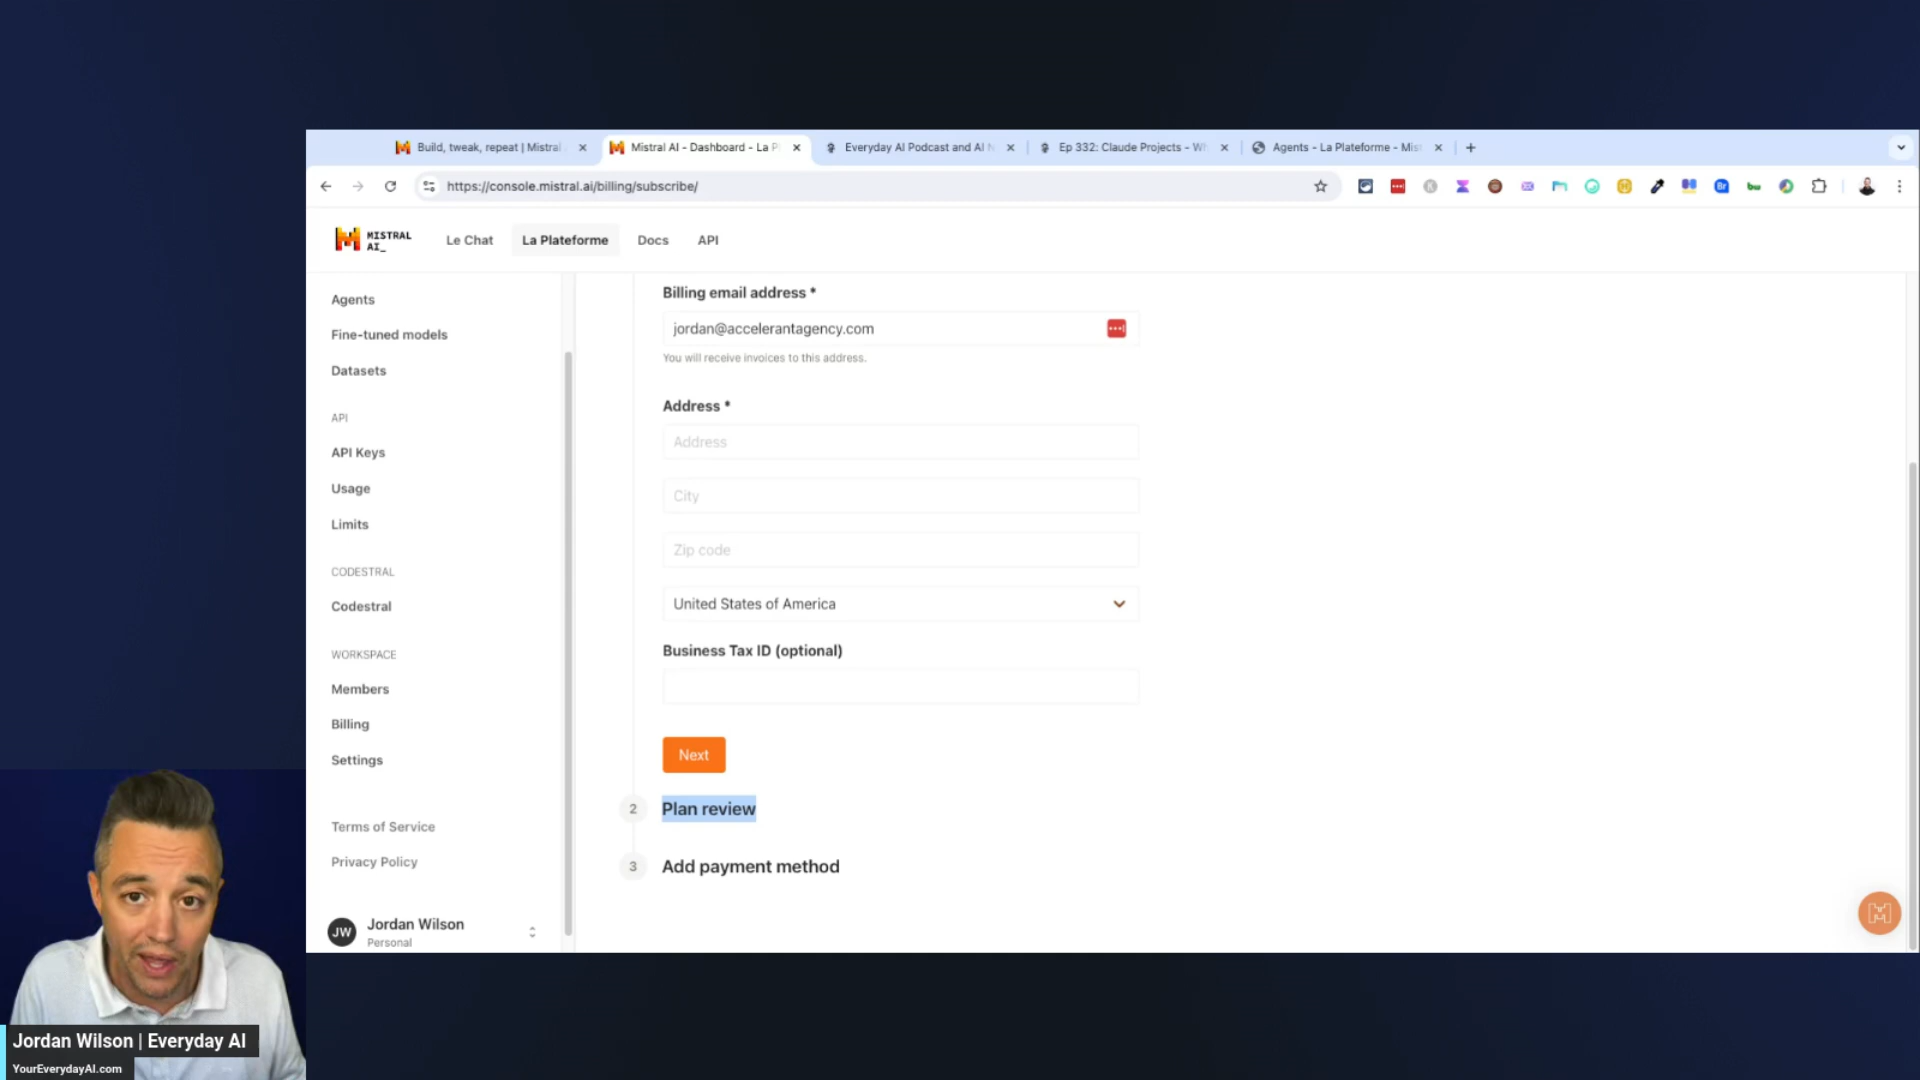 Build, tweak, repeat | Mistral
Mistral AI - Dashboard - La P
Everyday AI Podcast and AI N
Ep 332: Claude Projects - Wh
Agents - La Plateforme - Mist
https://console.mistral.ai/billing/subscribe/
MISTRAL
AI_
Le Chat
La Plateforme
Docs
API
Agents
Fine-tuned models
Datasets
API
API Keys
Usage
Limits
CODESTRAL
Codestral
WORKSPACE
Members
Billing
Settings
Terms of Service
Privacy Policy
JW
Jordan Wilson
Personal
Billing email address *
jordan@accelerantagency.com
You will receive invoices to this address.
Address *
Address
City
Zip code
United States of America
Business Tax ID (optional)
Next
2
Plan review
3
Add payment method
Jordan Wilson | Everyday AI
YourEverydayAI.com